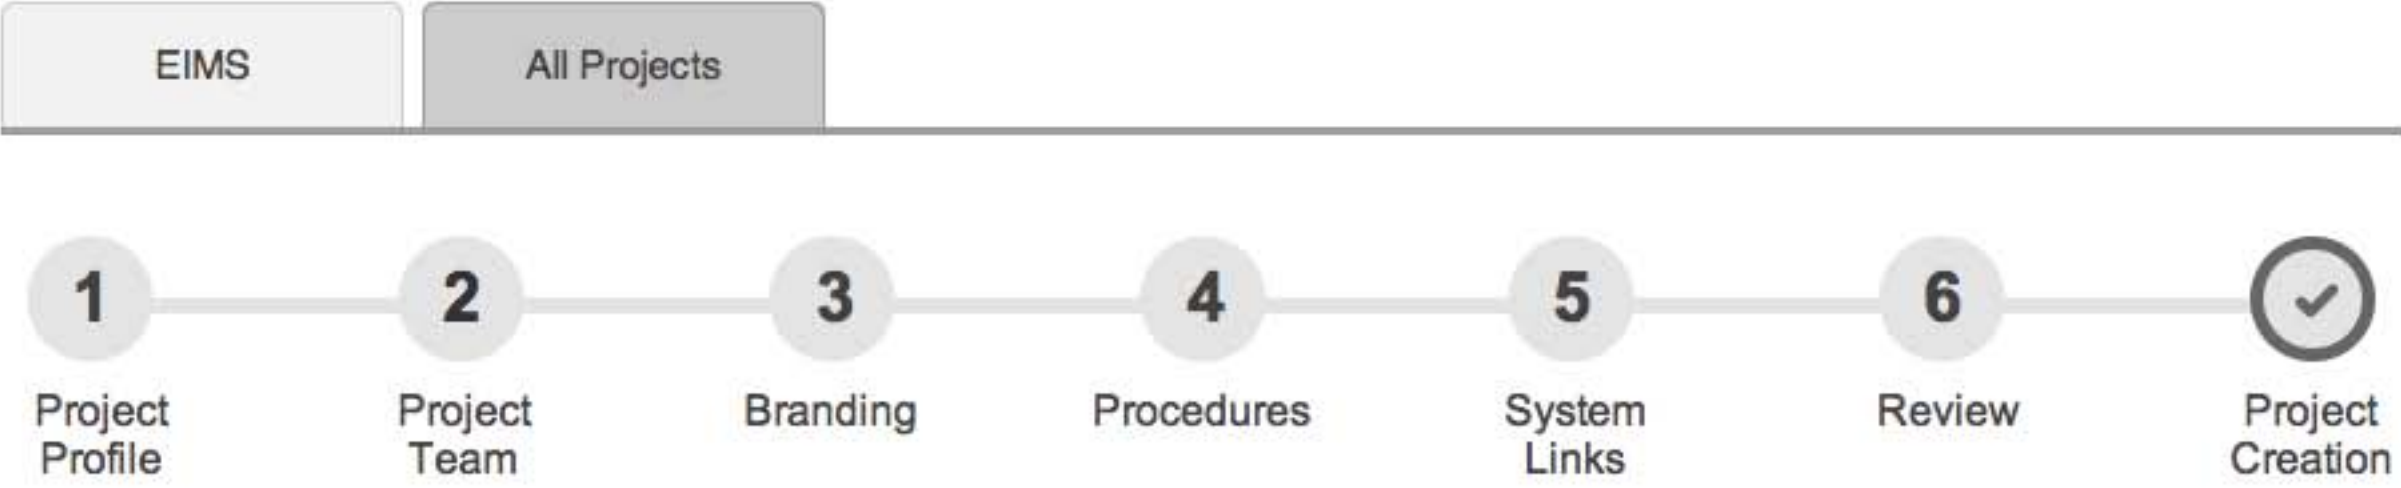 EIMS
All Projects
1
2
3
4
5
6
Project
Profile
Project
Team
Branding
Procedures
System
Links
Review
Project
Creation